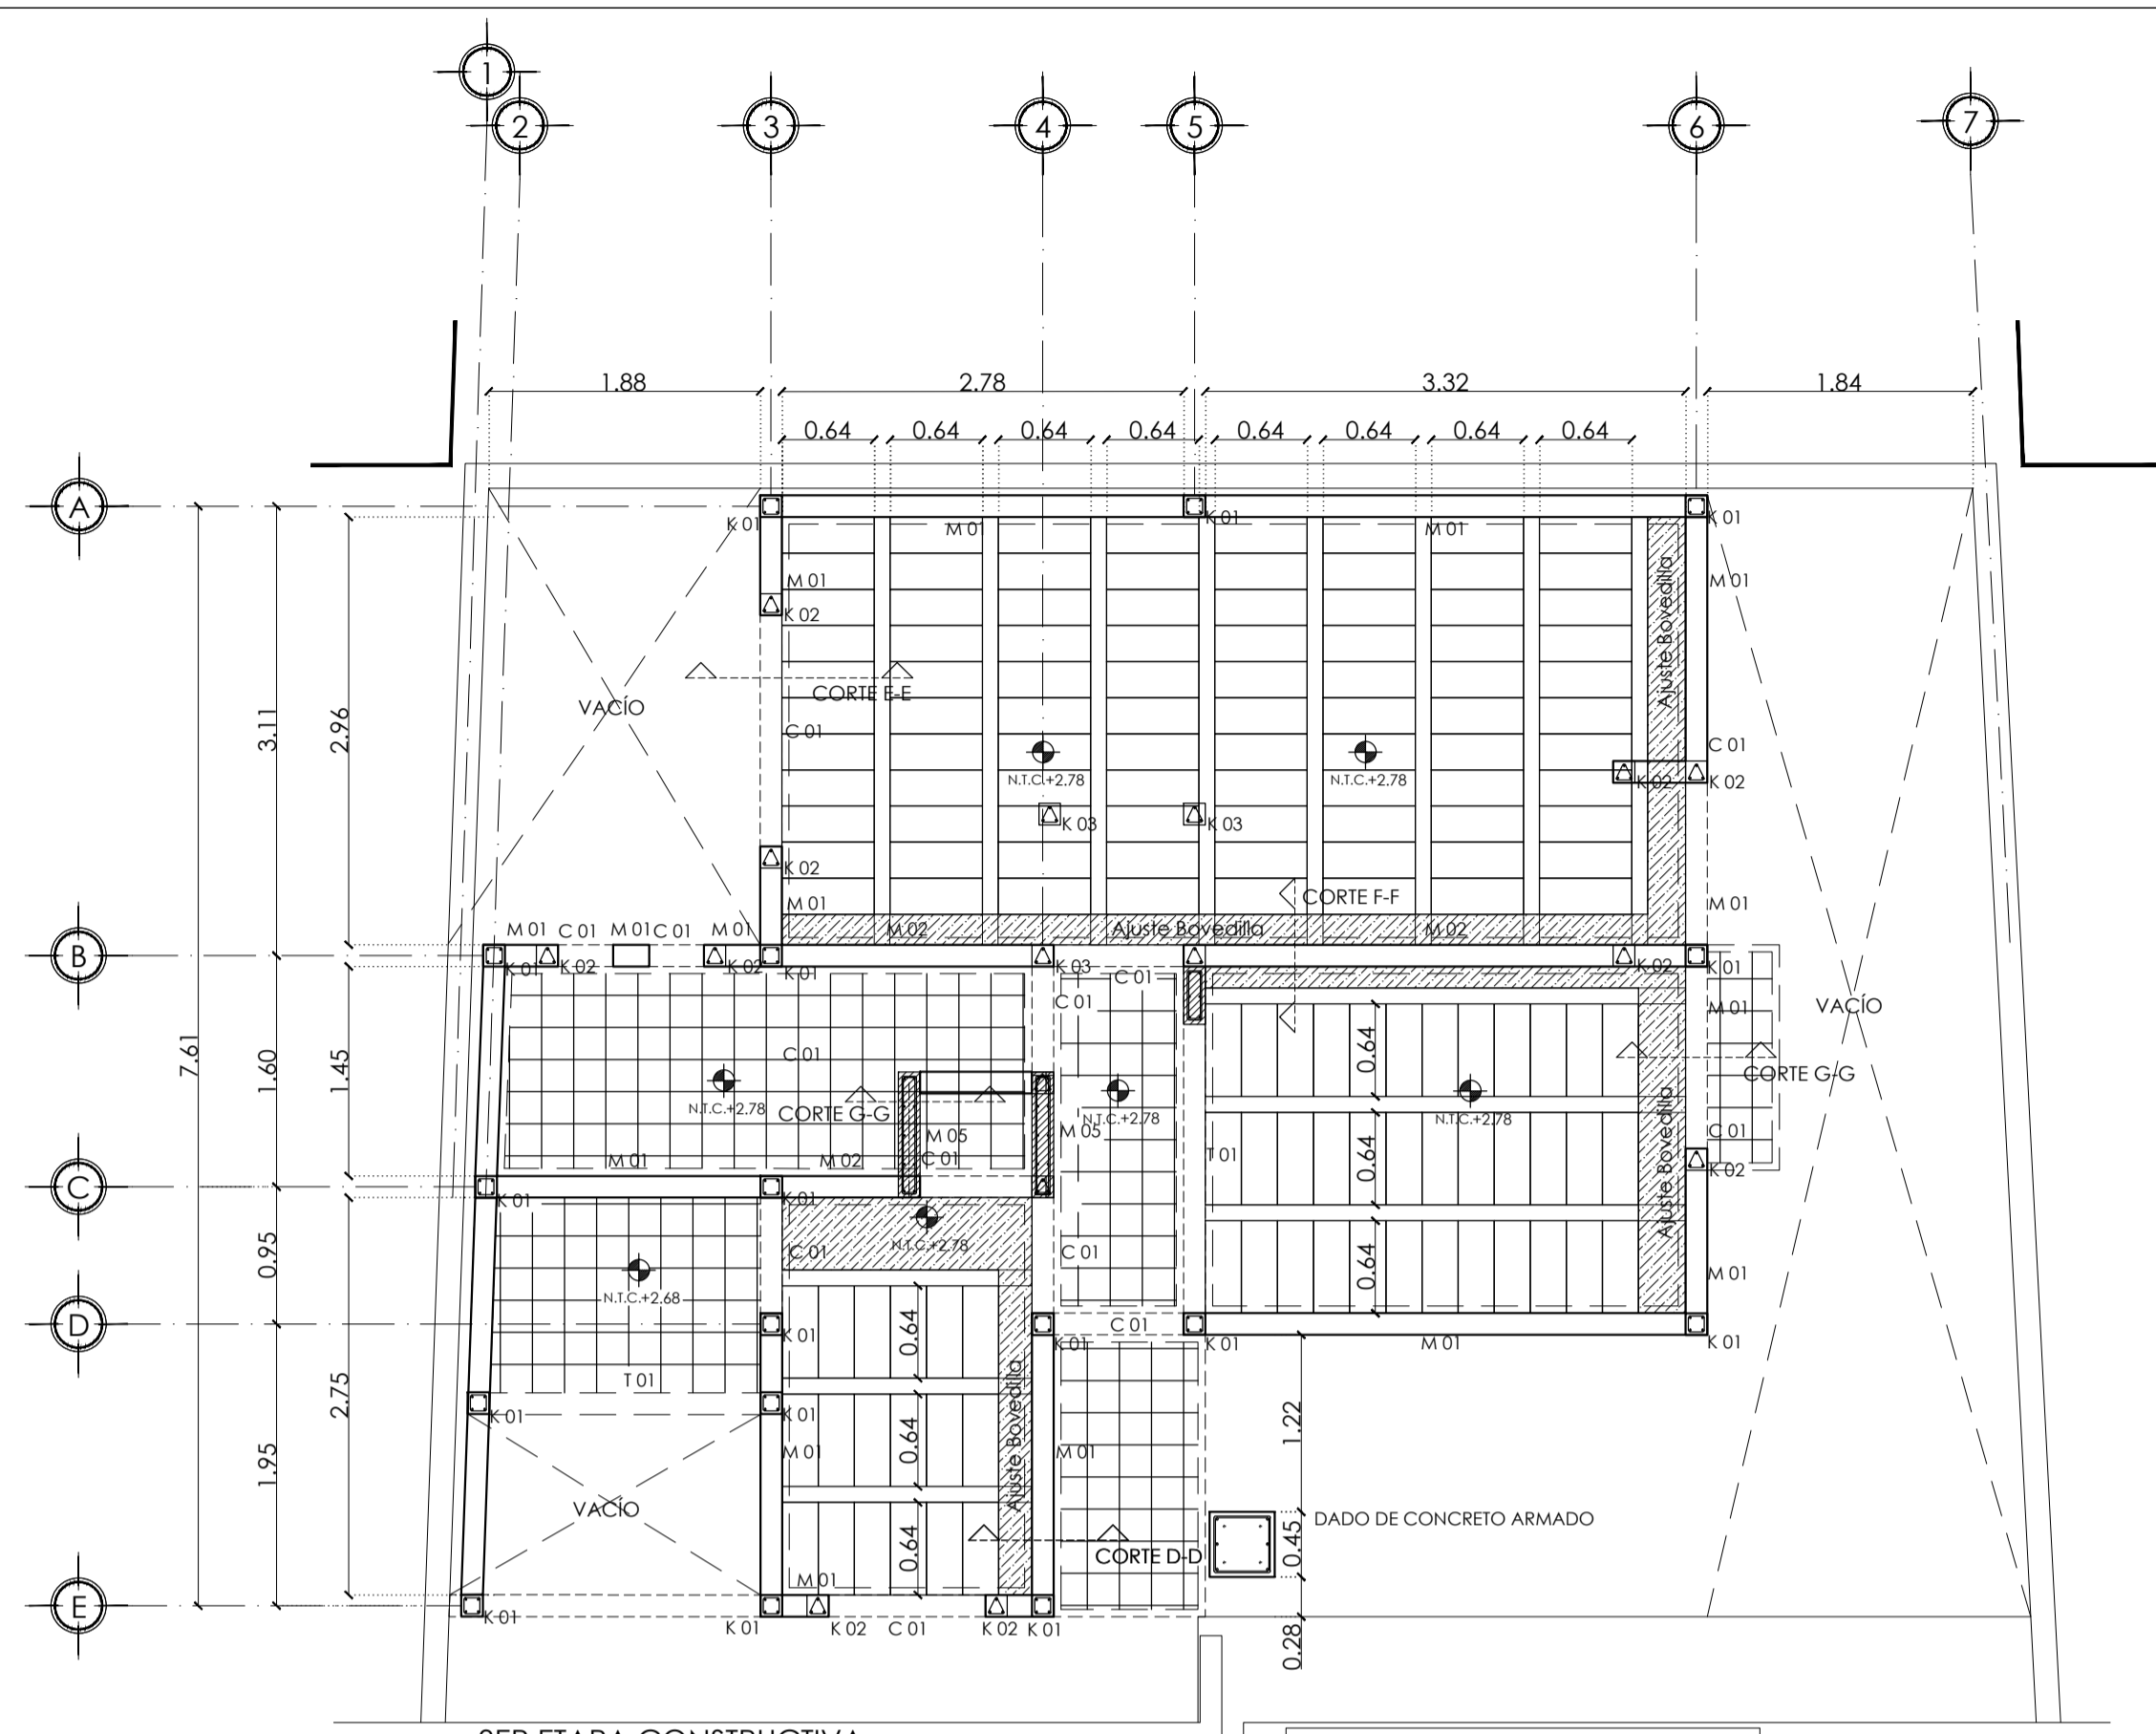 1
2
3
4
5
6
7
1.88
2.78
3.32
1.84
0.64
0.64
0.64
0.64
0.64
0.64
0.64
0.64
A
K 01
M 01
K 01
M 01
K 01
M 01
Ajuste Bovedilla
M 01
K 02
CORTE E-E
VACÍO
3.11
2.96
C 01
C 01
N.T.C.+2.78
N.T.C.+2.78
K 02
K 02
K 03
K 03
K 02
CORTE F-F
M 01
M 01
M 01
C 01
M 01
C 01
M 01
M 02
Ajuste Bovedilla
M 02
B
K 01
K 02
K 02
K 01
K 03
K 02
K 01
C 01
C 01
M 01
VACÍO
7.61
1.60
1.45
C 01
0.64
CORTE G-G
N.T.C.+2.78
CORTE G-G
N.T.C.+2.78
N.T.C.+2.78
M 05
M 05
C 01
Ajuste Bovedilla
M 01
M 02
C 01
T 01
0.64
K 02
C
K 01
K 01
0.95
C 01
N.T.C.+2.78
C 01
0.64
M 01
N.T.C.+2.68
D
K 01
0.64
K 01
C 01
K 01
M 01
K 01
2.75
T 01
Ajuste Bovedilla
K 01
K 01
1.22
1.95
M 01
0.64
M 01
VACÍO
DADO DE CONCRETO ARMADO
0.64
CORTE D-D
0.45
M 01
E
K 01
K 01
K 02
C 01
K 02
K 01
0.28
3ER ETAPA CONSTRUCTIVA